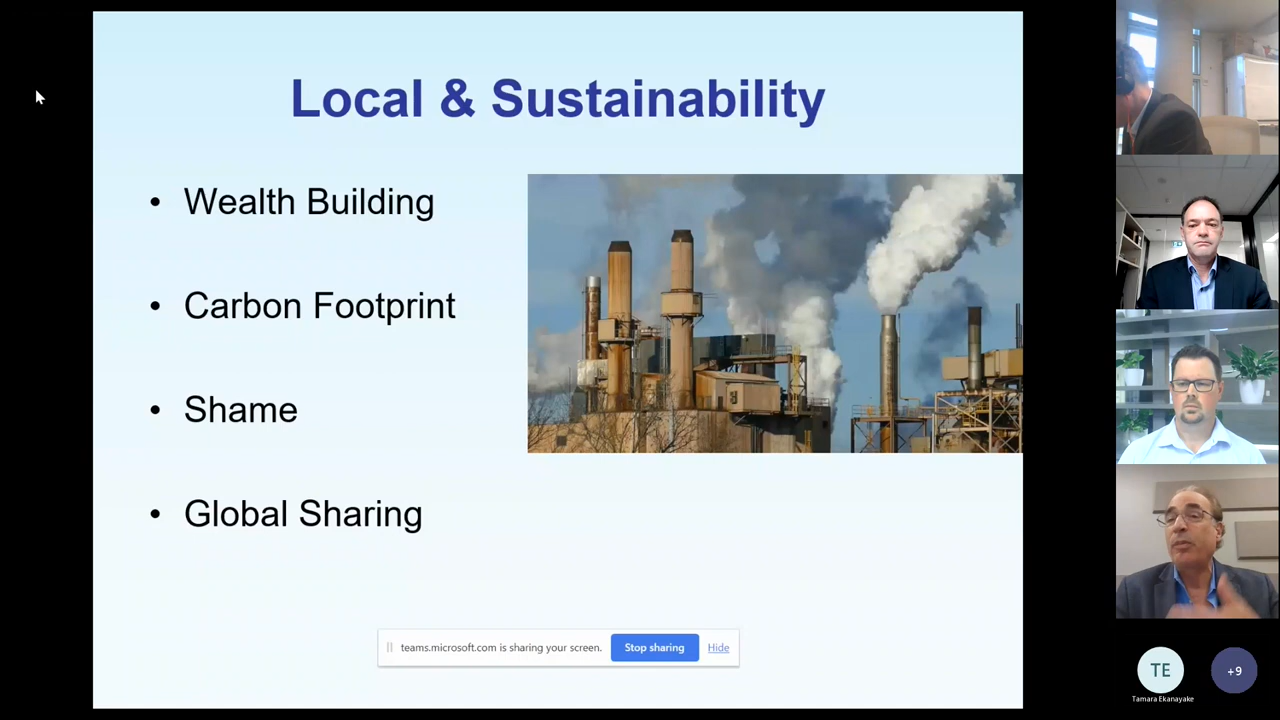 Local & Sustainability
• Wealth Building
• Carbon Footprint
• Shame
• Global Sharing
teams.microsoft.com is sharing your screen. Stop sharing Hide
TE
+9
Tamara Ekanayake